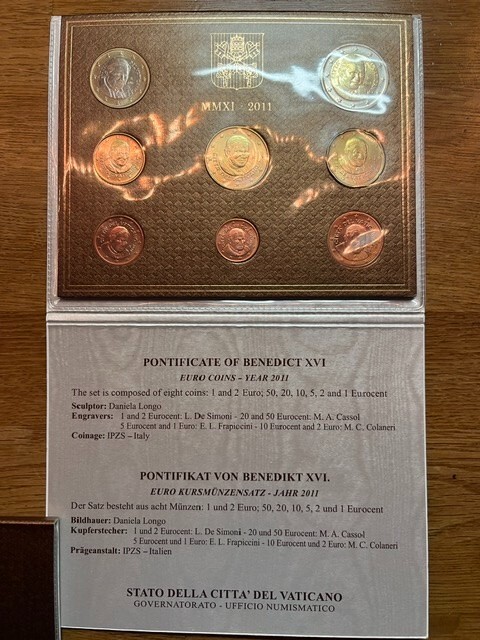 MMXI - 2011
PONTIFICATE OF BENEDICT XVI
EURO COINS – YEAR 2011
The set is composed of eight coins: 1 and 2 Euro; 50, 20, 10, 5, 2 and 1 Eurocent
Sculptor: Daniela Longo
Engravers: 1 and 2 Eurocent: L. De Simoni - 20 and 50 Eurocent: M. A. Cassol
5 Eurocent and 1 Euro: E. L. Frapiccini - 10 Eurocent and 2 Euro; M. C. Colaneri
Coinage: IPZS – Italy
PONTIFIKAT VON BENEDIKT XVI.
EURO KURSMÜNZENSATZ - JAHR 2011
Der Satz besteht aus acht Münzen: 1 und 2 Euro; 50, 20, 10, 5, 2 und 1 Eurocent
Bildhauer: Daniela Longo
Kupferstecher: 1 und 2 Eurocent: L. De Simoni - 20 und 50 Eurocent: M. A. Cassol
5 Eurocent und 1 Euro: E. L. Frappiccini - 10 Eurocent und 2 Euro: M. C. Colaneri
Prägeanstalt: IPZS – Italien
STATO DELLA CITTA' DEL VATICANO
GOVERNATORATO - UFFICIO NUMISMATICO